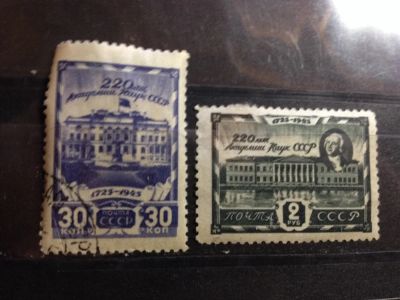 220 лет
Академии Наук СССР
1725-1945
30 ПОЧТА 30
КОП СССР КОП
1725-1945
220 лет
Академии Наук СССР
ПОЧТА 2 СССР
РУБ